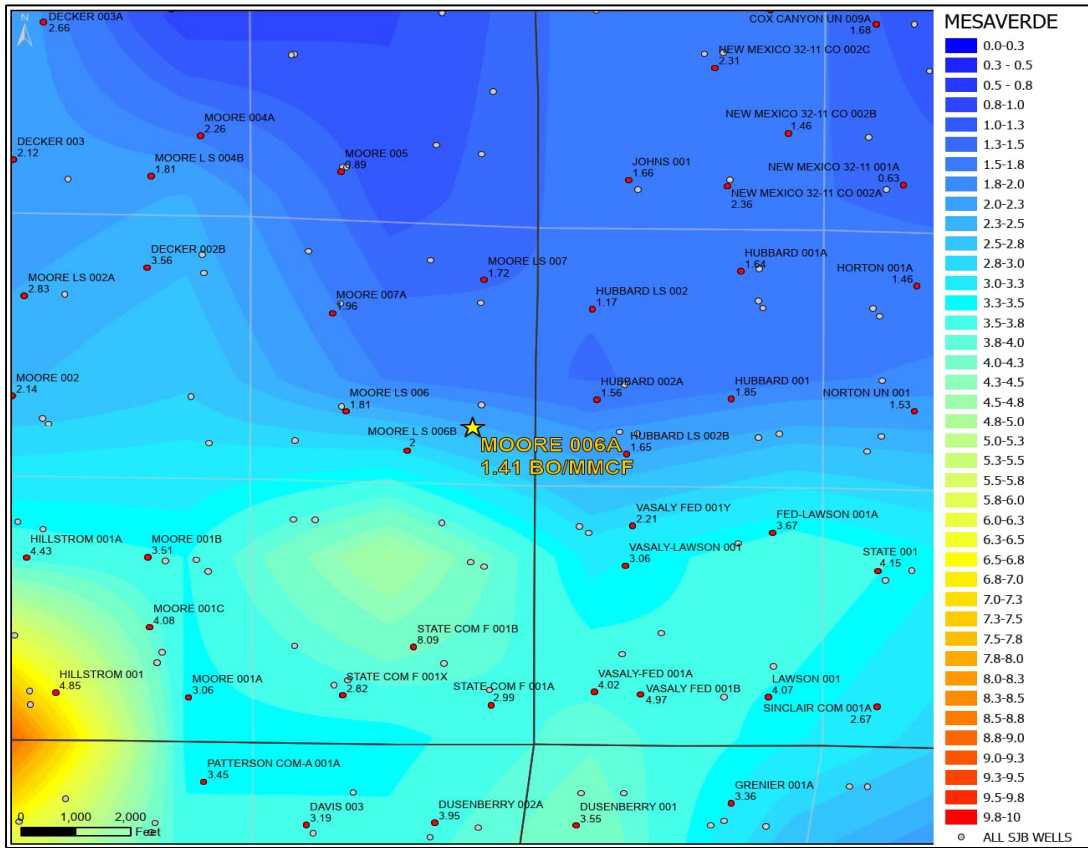 N
DECKER 003A
2.66
COX CANYON UN 009A
1.68
NEW MEXICO 32-11 CO 002C
2.31
MOORE 004A
2.26
NEW MEXICO 32-11 CO 002B
1.46
DECKER 003
2.12
MOORE L S 004B
1.81
MOORE 005
0.89
JOHNS 001
1.66
NEW MEXICO 32-11 001A
0.63
NEW MEXICO 32-11 CO 002A
2.36
DECKER 002B
3.56
MOORE LS 007
1.72
HUBBARD 001A
1.64
HORTON 001A
1.46
MOORE LS 002A
2.83
MOORE 007A
1.96
HUBBARD LS 002
1.17
MOORE 002
2.14
MOORE LS 006
1.81
HUBBARD 002A
1.56
HUBBARD 001
1.85
NORTON UN 001
1.53
MOORE L S 006B
2
MOORE 006A
1.41 BO/MMCF
HUBBARD LS 002B
1.65
VASALY FED 001Y
2.21
FED-LAWSON 001A
3.67
HILLSTROM 001A
4.43
MOORE 001B
3.51
VASALY-LAWSON 001
3.06
STATE 001
4.15
MOORE 001C
4.08
STATE COM F 001B
8.09
HILLSTROM 001
4.85
MOORE 001A
3.06
STATE COM F 001X
2.82
STATE COM F 001A
2.99
VASALY-FED 001A
4.02
VASALY FED 001B
4.97
LAWSON 001
4.07
SINCLAIR COM 001A
2.67
PATTERSON COM-A 001A
3.45
DAVIS 003
3.19
DUSENBERRY 002A
3.95
DUSENBERRY 001
3.55
GRENIER 001A
3.36
0 1,000 2,000
Feet
MESAVERDE
0.0-0.3
0.3 - 0.5
0.5 - 0.8
0.8-1.0
1.0-1.3
1.3-1.5
1.5-1.8
1.8-2.0
2.0-2.3
2.3-2.5
2.5-2.8
2.8-3.0
3.0-3.3
3.3-3.5
3.5-3.8
3.8-4.0
4.0-4.3
4.3-4.5
4.5-4.8
4.8-5.0
5.0-5.3
5.3-5.5
5.5-5.8
5.8-6.0
6.0-6.3
6.3-6.5
6.5-6.8
6.8-7.0
7.0-7.3
7.3-7.5
7.5-7.8
7.8-8.0
8.0-8.3
8.3-8.5
8.5-8.8
8.8-9.0
9.0-9.3
9.3-9.5
9.5-9.8
9.8-10
ALL SJB WELLS